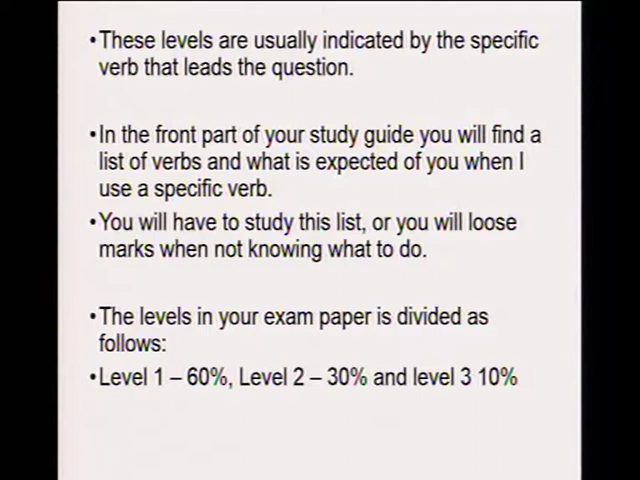 •These levels are usually indicated by the specific
verb that leads the question.
•In the front part of your study guide you will find a
list of verbs and what is expected of you when I
use a specific verb.
•You will have to study this list, or you will loose
marks when not knowing what to do.
•The levels in your exam paper is divided as
follows:
•Level 1 – 60%, Level 2 – 30% and level 3 10%